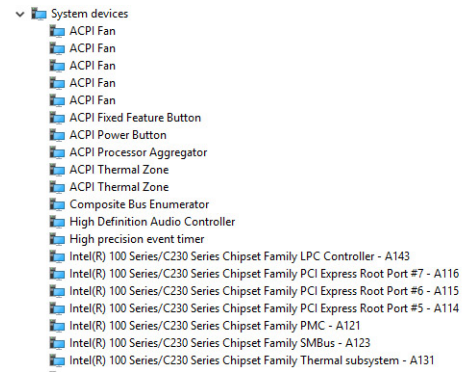 System devices
ACPI Fan
ACPI Fan
ACPI Fan
ACPI Fan
ACPI Fan
ACPI Fixed Feature Button
ACPI Power Button
ACPI Processor Aggregator
ACPI Thermal Zone
ACPI Thermal Zone
Composite Bus Enumerator
High Definition Audio Controller
High precision event timer
Intel(R) 100 Series/C230 Series Chipset Family LPC Controller - A143
Intel(R) 100 Series/C230 Series Chipset Family PCI Express Root Port #7 - A116
Intel(R) 100 Series/C230 Series Chipset Family PCI Express Root Port #6 - A115
Intel(R) 100 Series/C230 Series Chipset Family PCI Express Root Port #5 - A114
Intel(R) 100 Series/C230 Series Chipset Family PMC - A121
Intel(R) 100 Series/C230 Series Chipset Family SMBus - A123
Intel(R) 100 Series/C230 Series Chipset Family Thermal subsystem - A131